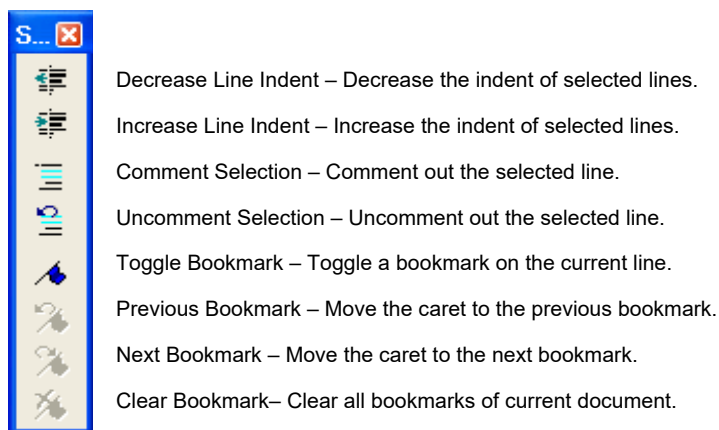 S...
Decrease Line Indent – Decrease the indent of selected lines.
Increase Line Indent – Increase the indent of selected lines.
Comment Selection – Comment out the selected line.
Uncomment Selection – Uncomment out the selected line.
Toggle Bookmark – Toggle a bookmark on the current line.
Previous Bookmark – Move the caret to the previous bookmark.
Next Bookmark – Move the caret to the next bookmark.
Clear Bookmark– Clear all bookmarks of current document.